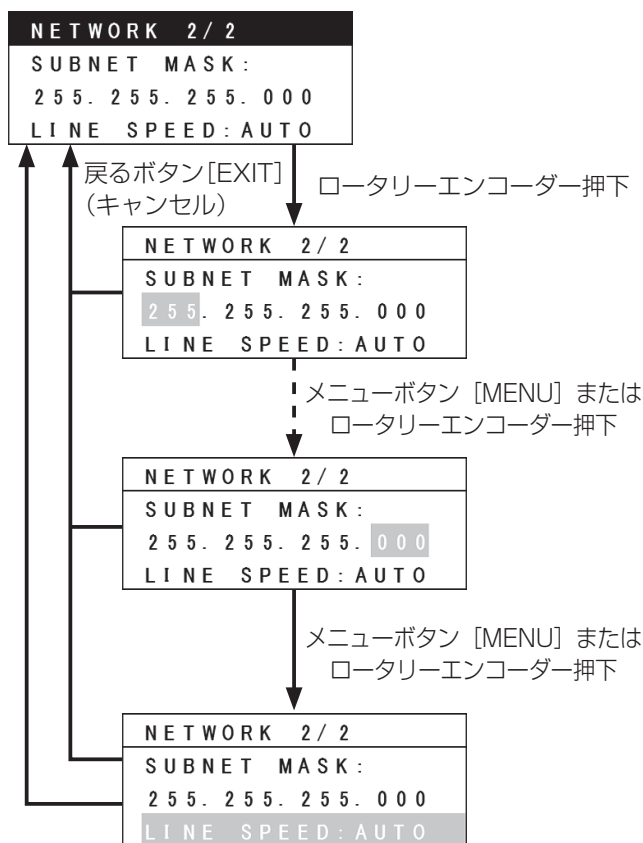 NETWORK 2/2
SUBNET MASK:
255.255.255.000
LINE SPEED:AUTO
戻るボタン[EXIT]
(キャンセル)
ロータリーエンコーダー押下
NETWORK 2/2
SUBNET MASK:
255.255.255.000
LINE SPEED:AUTO
メニューボタン [MENU] または
ロータリーエンコーダー押下
NETWORK 2/2
SUBNET MASK:
255.255.255.000
LINE SPEED:AUTO
メニューボタン [MENU] または
ロータリーエンコーダー押下
NETWORK 2/2
SUBNET MASK:
255.255.255.000
LINE SPEED:AUTO